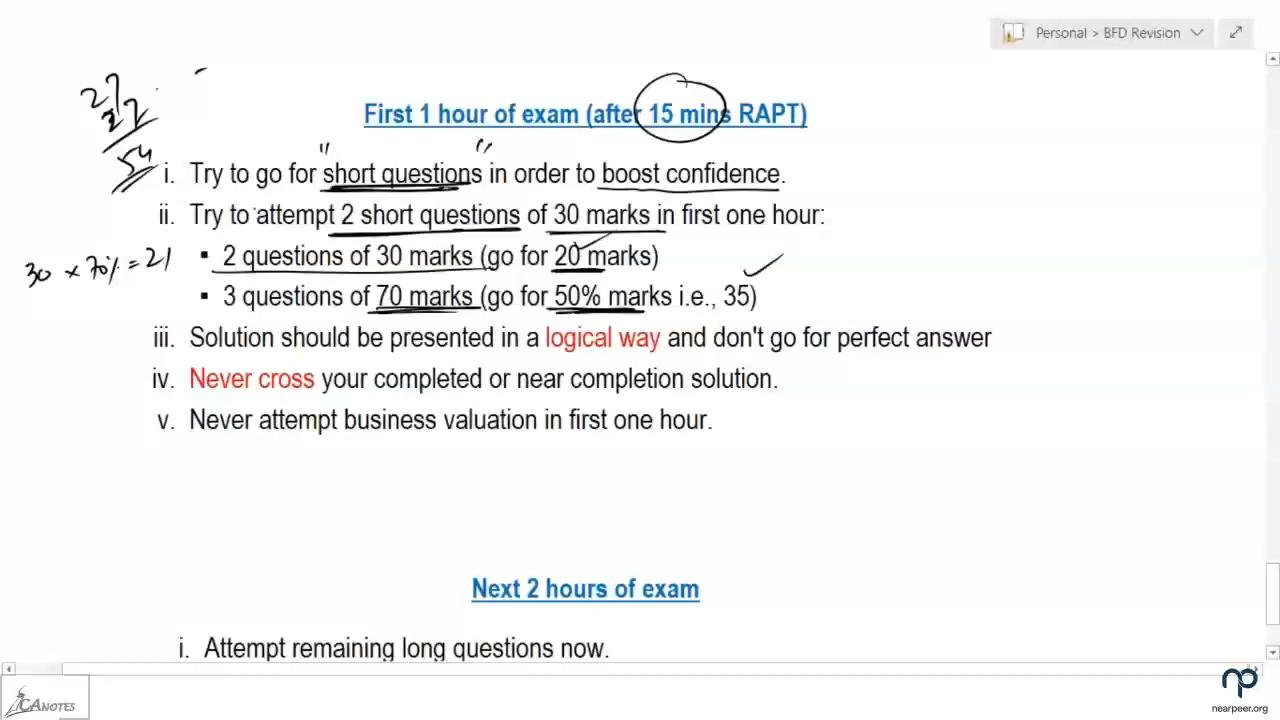 Personal > BFD Revision
27
27
54
First 1 hour of exam (after 15 mins RAPT)
i. Try to go for "short questions" in order to boost confidence.
ii. Try to attempt 2 short questions of 30 marks in first one hour:
30 x 70% = 21
▪ 2 questions of 30 marks (go for 20 marks)
▪ 3 questions of 70 marks (go for 50% marks i.e., 35)
iii. Solution should be presented in a logical way and don't go for perfect answer
iv. Never cross your completed or near completion solution.
v. Never attempt business valuation in first one hour.
Next 2 hours of exam
i. Attempt remaining long questions now.
CANOTES
np
nearpeer.org